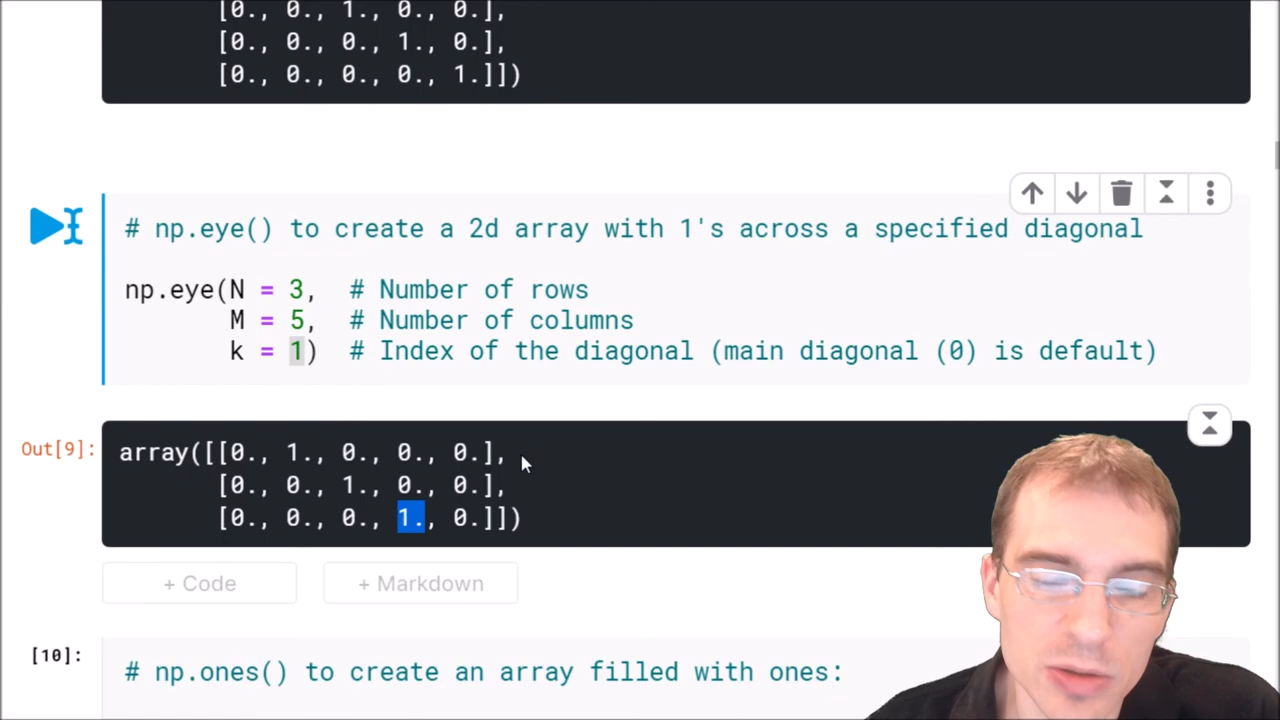 [0., 0., 1., 0., 0.],
[0., 0., 0., 1., 0.],
[0., 0., 0., 0., 1.]])
# np.eye() to create a 2d array with 1's across a specified diagonal
np.eye(N = 3,  # Number of rows
M = 5,  # Number of columns
k = 1)  # Index of the diagonal (main diagonal (0) is default)
Out[9]:
array([[0., 1., 0., 0., 0.],
[0., 0., 1., 0., 0.],
[0., 0., 0., 1., 0.]])
+ Code
+ Markdown
[10]:
# np.ones() to create an array filled with ones: